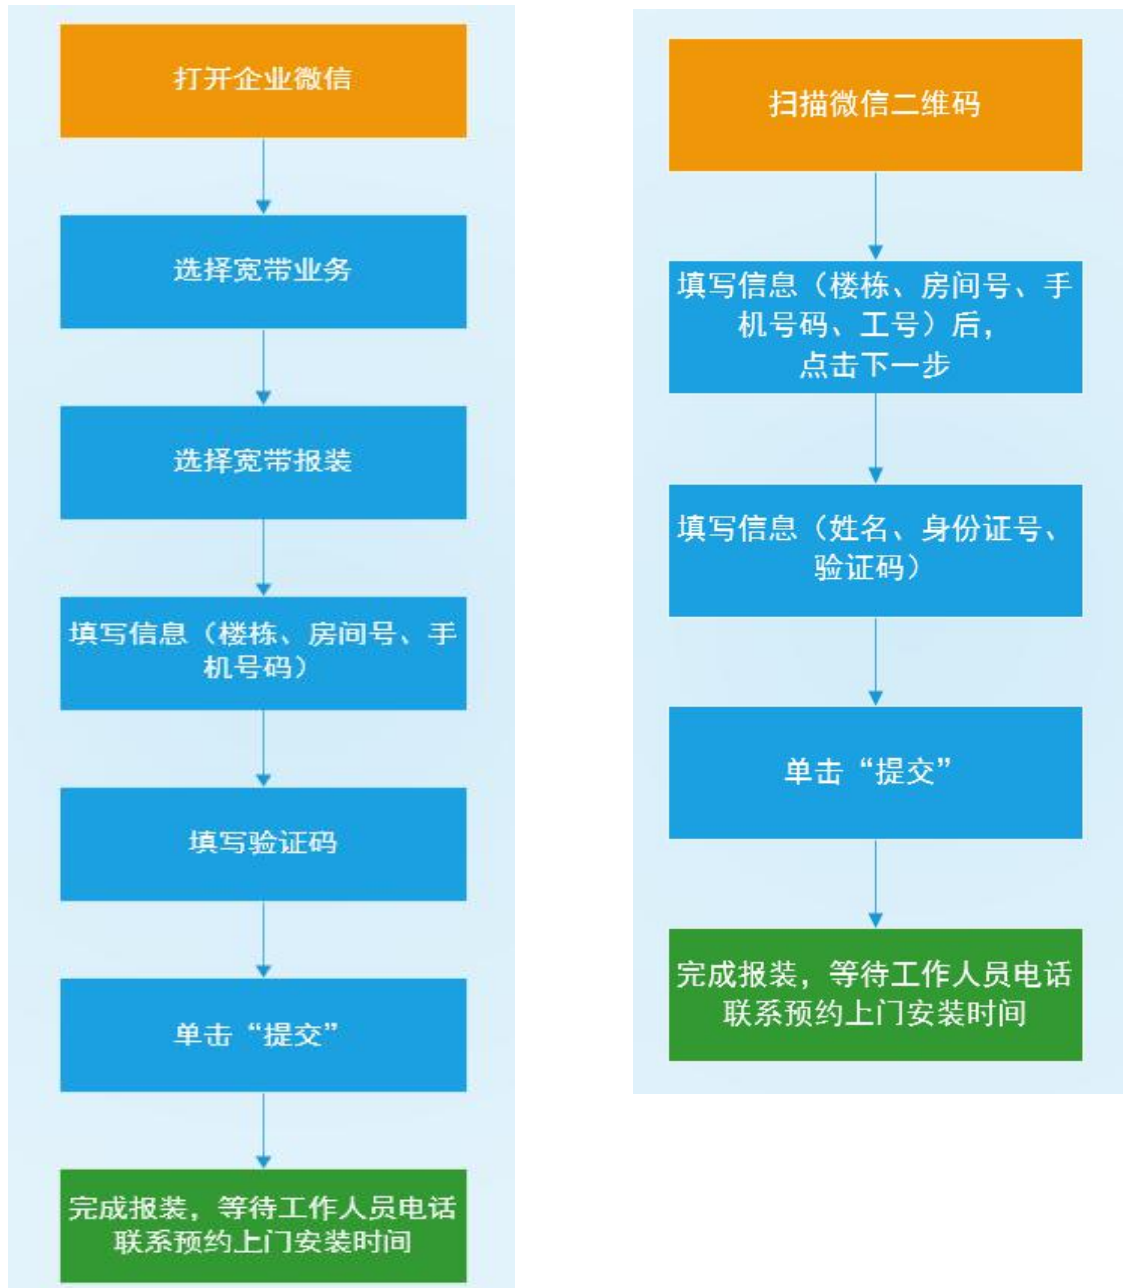 打开企业微信
选择宽带业务
选择宽带报装
填写信息（楼栋、房间号、手
机号码）
填写验证码
单击“提交”
完成报装，等待工作人员电话
联系预约上门安装时间
扫描微信二维码
填写信息（楼栋、房间号、手
机号码、工号）后，
点击下一步
填写信息（姓名、身份证号、
验证码）
单击“提交”
完成报装，等待工作人员电话
联系预约上门安装时间